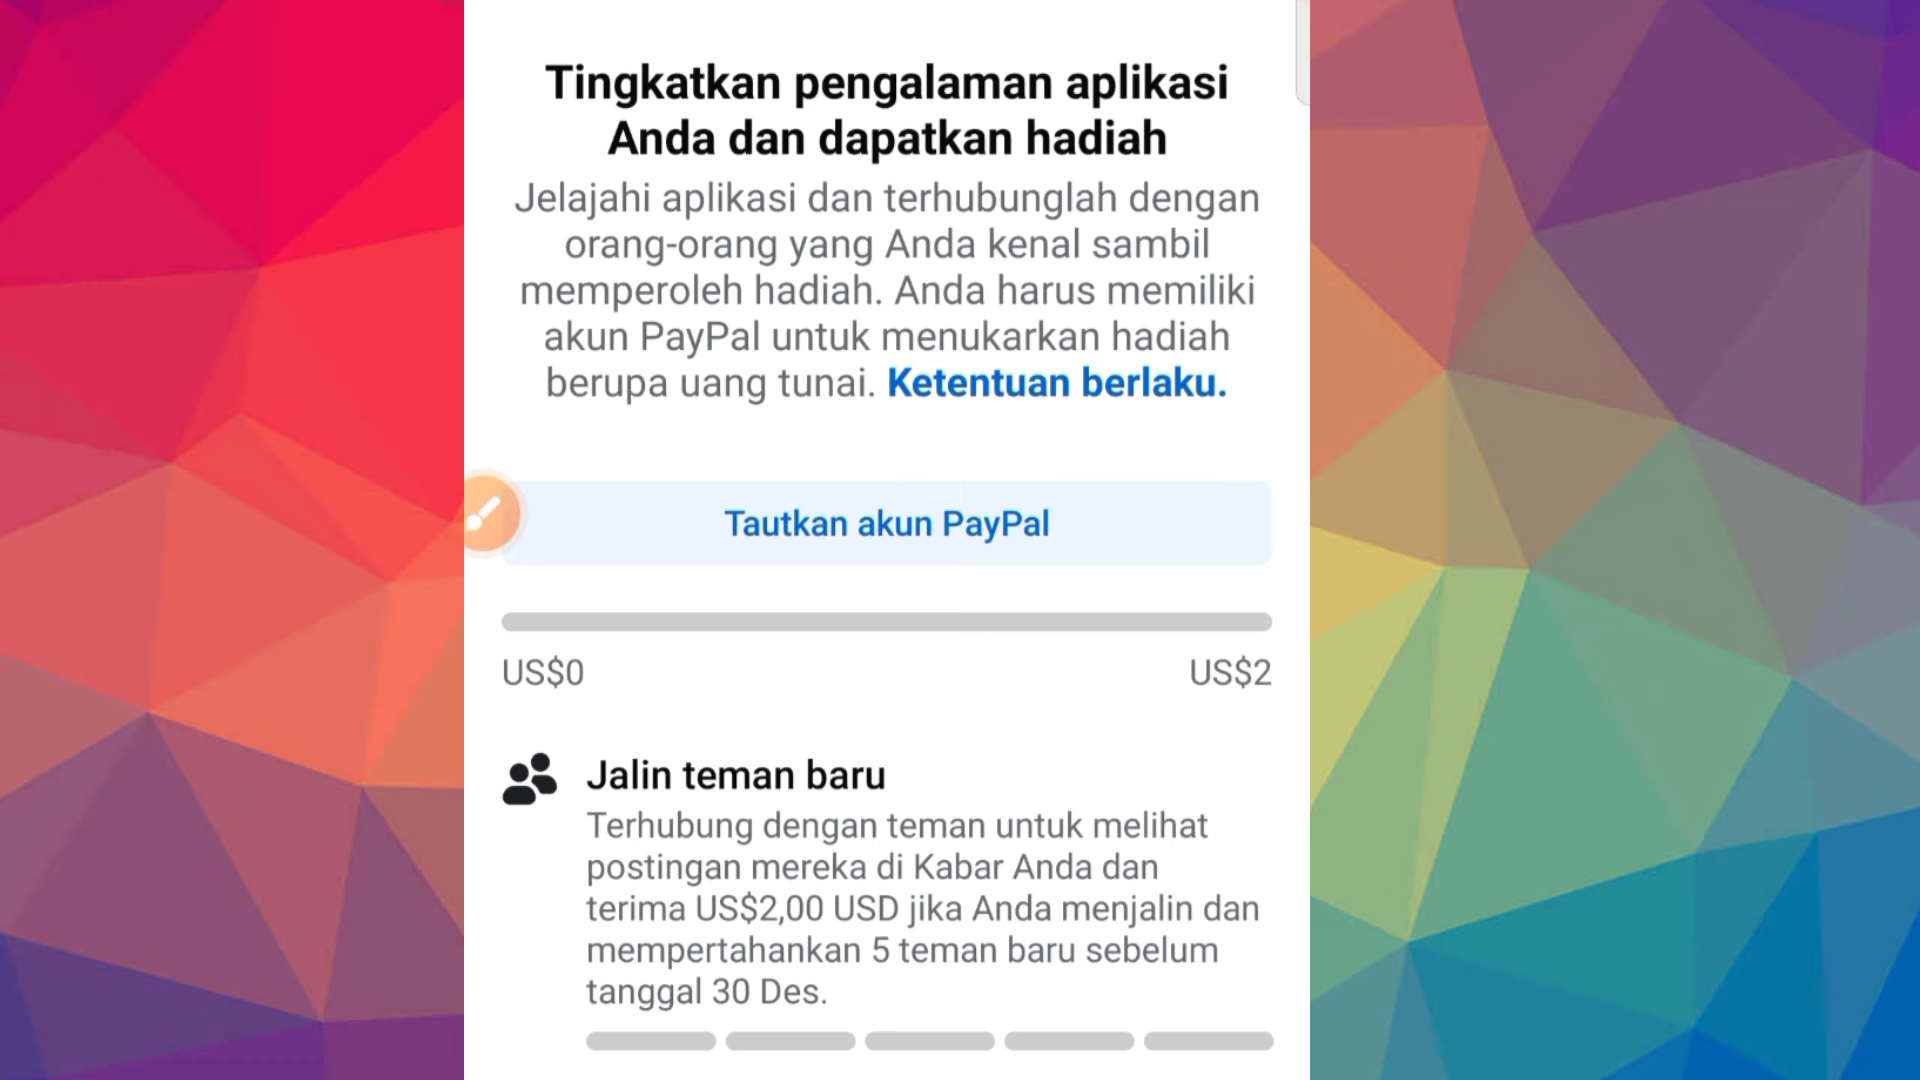 Tingkatkan pengalaman aplikasi
Anda dan dapatkan hadiah
Jelajahi aplikasi dan terhubunglah dengan
orang-orang yang Anda kenal sambil
memperoleh hadiah. Anda harus memiliki
akun PayPal untuk menukarkan hadiah
berupa uang tunai. Ketentuan berlaku.
Tautkan akun PayPal
US$0 US$2
Jalin teman baru
Terhubung dengan teman untuk melihat
postingan mereka di Kabar Anda dan
terima US$2,00 USD jika Anda menjalin dan
mempertahankan 5 teman baru sebelum
tanggal 30 Des.